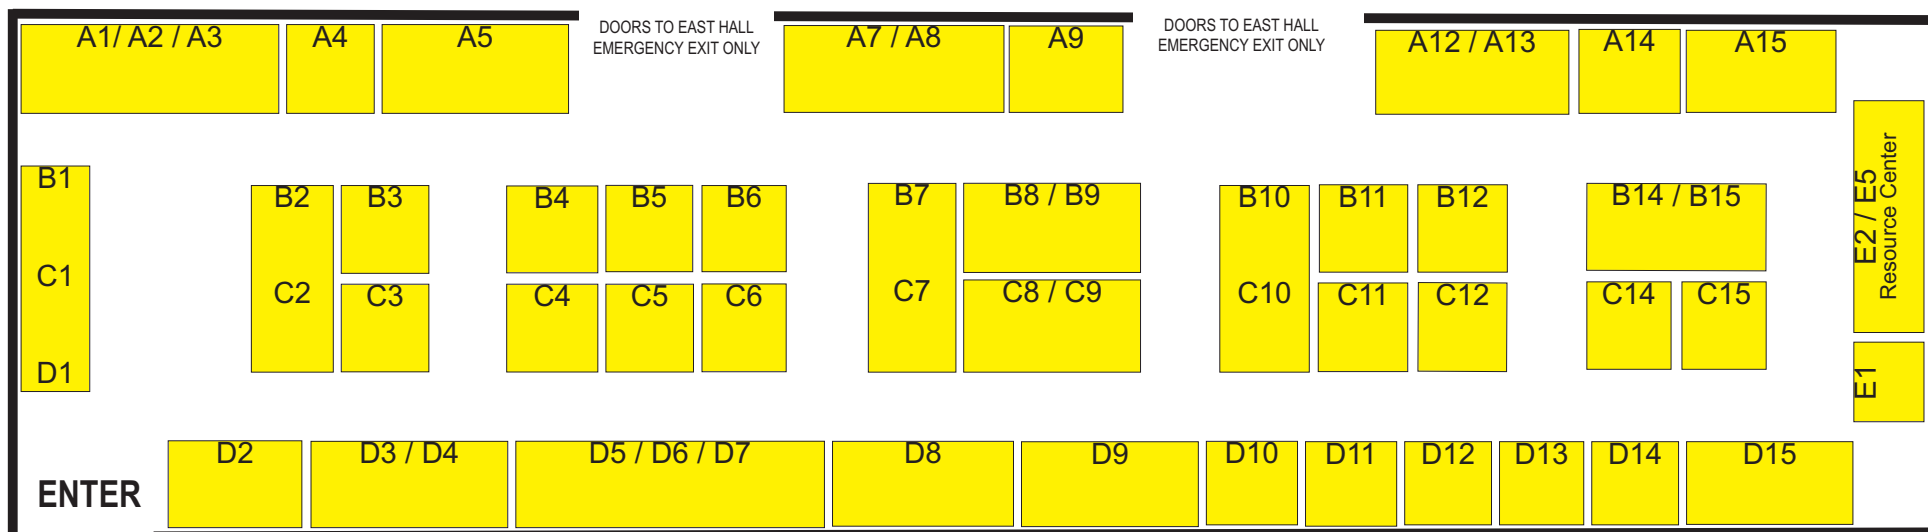 A1/ A2 / A3
A4
A5
DOORS TO EAST HALL
EMERGENCY EXIT ONLY
A7 / A8
A9
DOORS TO EAST HALL
EMERGENCY EXIT ONLY
A12 / A13
A14
A15
B1
C1
D1
B2
C2
B3
C3
B4
B5
B6
C4
C5
C6
B7
C7
B8 / B9
C8 / C9
B10
C10
B11
B12
C11
C12
B14 / B15
C14
C15
E2 / E5
Resource Center
E1
ENTER
D2
D3 / D4
D5 / D6 / D7
D8
D9
D10
D11
D12
D13
D14
D15